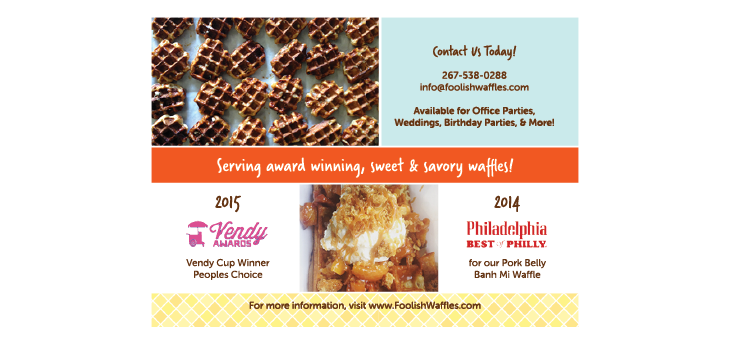 Contact Us Today!
267-538-0288
info@foolishwaffles.com
Available for Office Parties,
Weddings, Birthday Parties, & More!
Serving award winning, sweet & savory waffles!
2015
Vendy
AWARDS
Vendy Cup Winner
Peoples Choice
2014
Philadelphia
BEST of PHILLY
for our Pork Belly
Banh Mi Waffle
For more information, visit www.FoolishWaffles.com